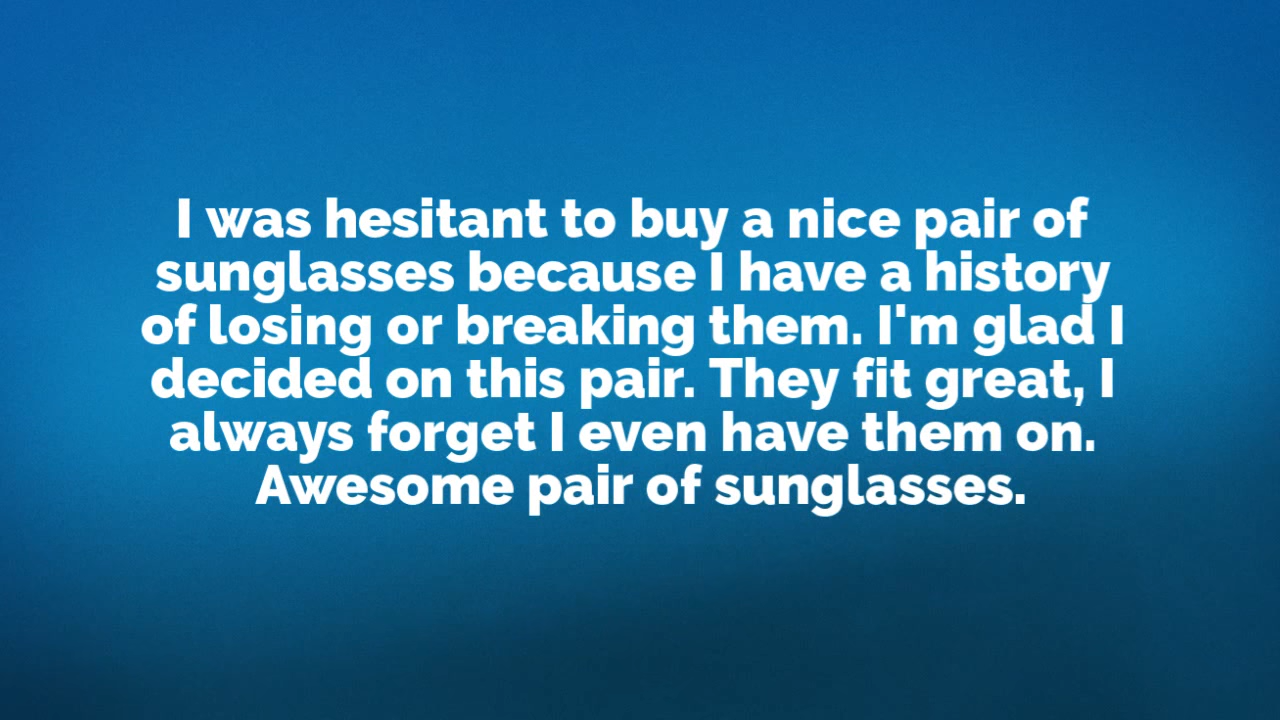 I was hesitant to buy a nice pair of
sunglasses because I have a history
of losing or breaking them. I'm glad I
decided on this pair. They fit great, I
always forget I even have them on.
Awesome pair of sunglasses.